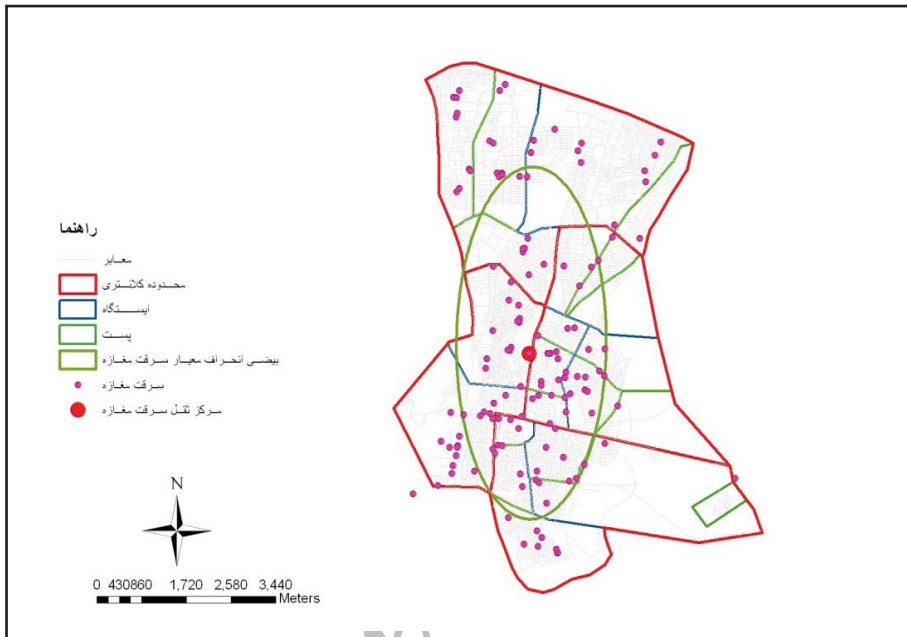 راهنما
معابر
محدوده کلانتری
ایستگاه
پست
بیضی انحراف معیار سرقت مغازه
سرقت مغازه
مرکز ثقل سرقت مغازه
N
0 430860 1,720 2,580 3,440
Meters